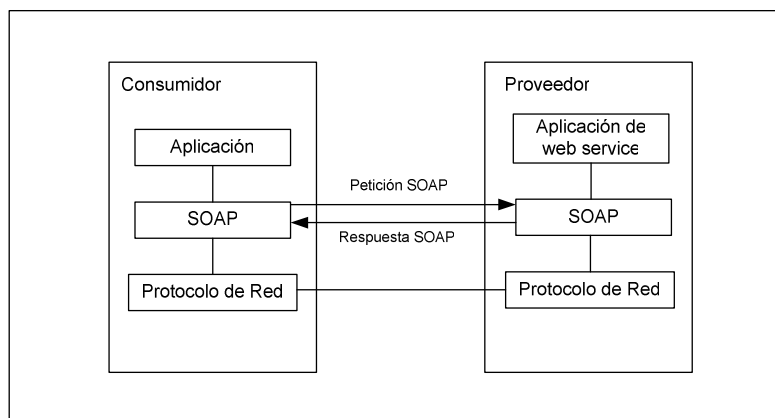 Consumidor
Proveedor
Aplicación
Aplicación de
web service
Petición SOAP
SOAP
SOAP
Respuesta SOAP
Protocolo de Red
Protocolo de Red